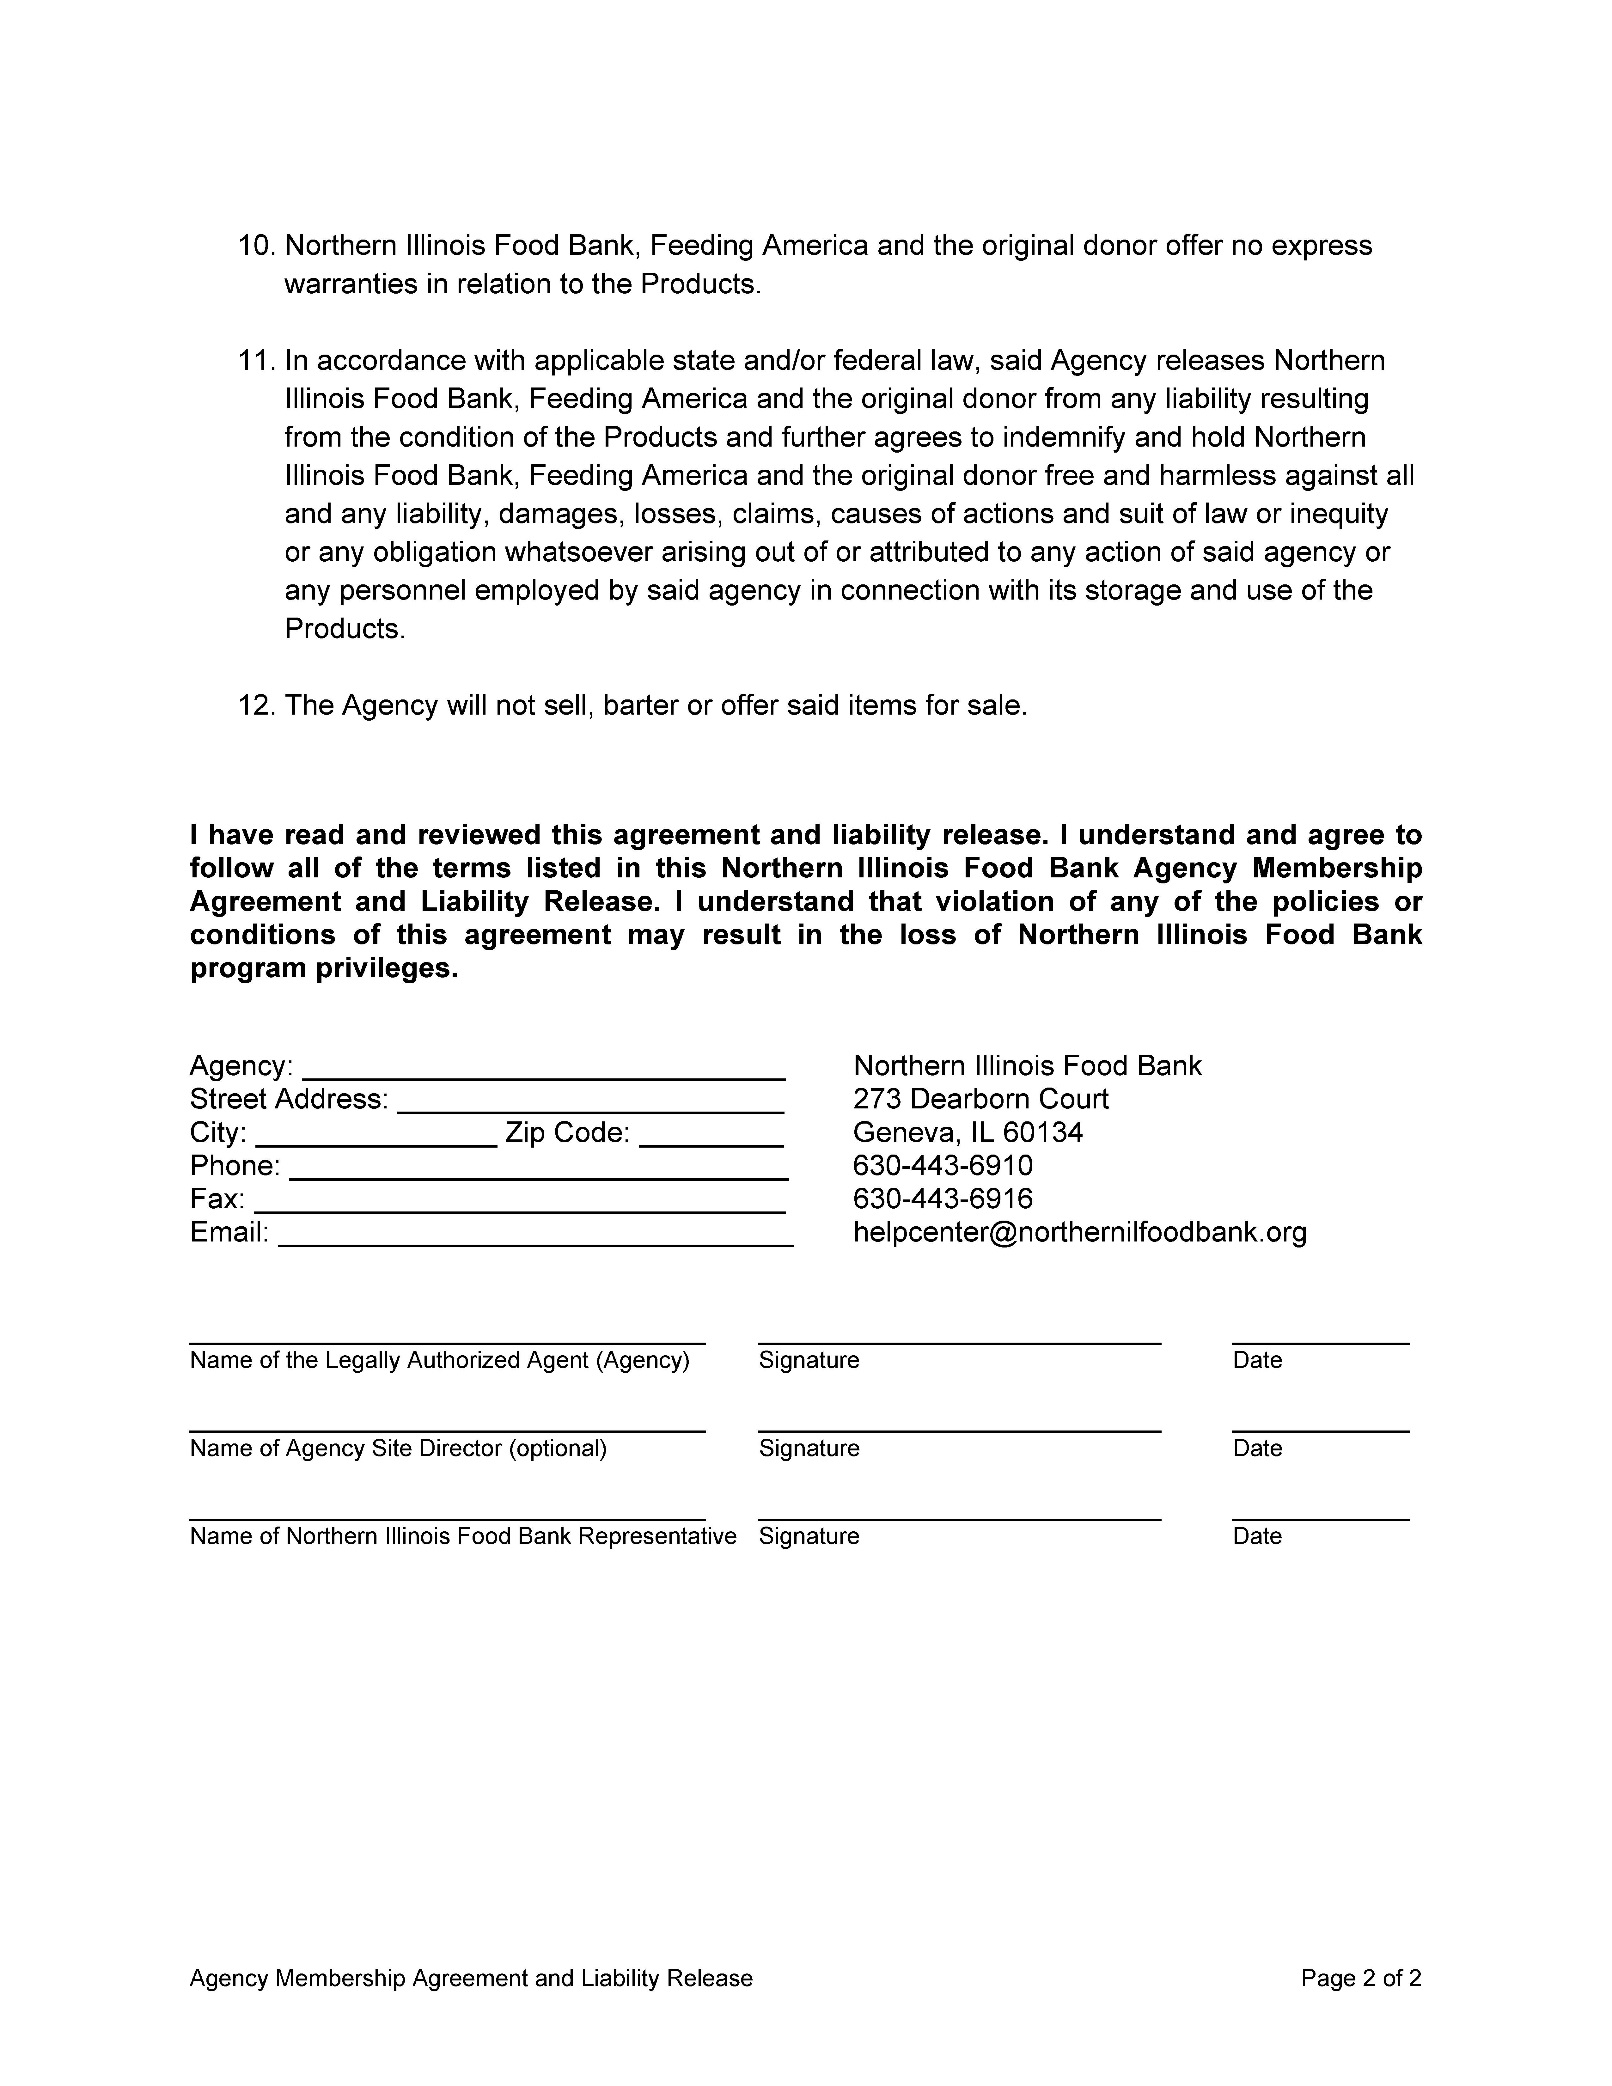 10. Northern Illinois Food Bank, Feeding America and the original donor offer no express
warranties in relation to the Products.
11. In accordance with applicable state and/or federal law, said Agency releases Northern
Illinois Food Bank, Feeding America and the original donor from any liability resulting
from the condition of the Products and further agrees to indemnify and hold Northern
Illinois Food Bank, Feeding America and the original donor free and harmless against all
and any liability, damages, losses, claims, causes of actions and suit of law or inequity
or any obligation whatsoever arising out of or attributed to any action of said agency or
any personnel employed by said agency in connection with its storage and use of the
Products.
12. The Agency will not sell, barter or offer said items for sale.
I have read and reviewed this agreement and liability release. I understand and agree to
follow all of the terms listed in this Northern Illinois Food Bank Agency Membership
Agreement and Liability Release. I understand that violation of any of the policies or
conditions of this agreement may result in the loss of Northern Illinois Food Bank
program privileges.
Agency: ______________________________ Northern Illinois Food Bank
Street Address: ________________________ 273 Dearborn Court
City: _______________ Zip Code: _________ Geneva, IL 60134
Phone: _______________________________ 630-443-6910
Fax: _________________________________ 630-443-6916
Email: ________________________________ helpcenter@northernilfoodbank.org
Name of the Legally Authorized Agent (Agency) Signature Date
Name of Agency Site Director (optional) Signature Date
Name of Northern Illinois Food Bank Representative Signature Date
Agency Membership Agreement and Liability Release Page 2 of 2